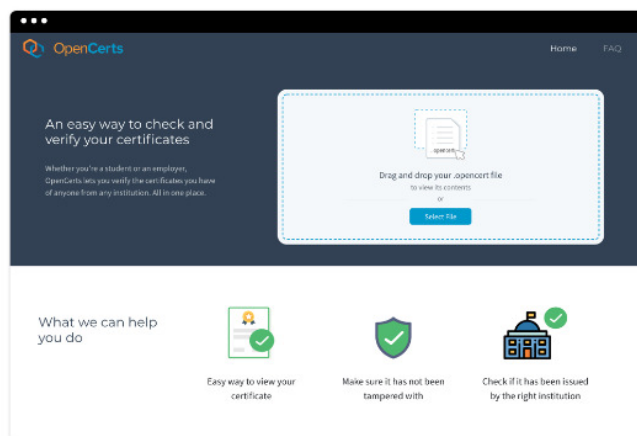 OpenCerts
Home FAQ
An easy way to check and
verify your certificates
Whether you're a student or an employer,
OpenCerts lets you verify the certificates you have
of anyone from any institution. All in one place.
.opencert
Drag and drop your .opencert file
to view its contents
or
Select File
What we can help
you do
Easy way to view your
certificate
Make sure it has not been
tampered with
Check if it has been issued
by the right institution